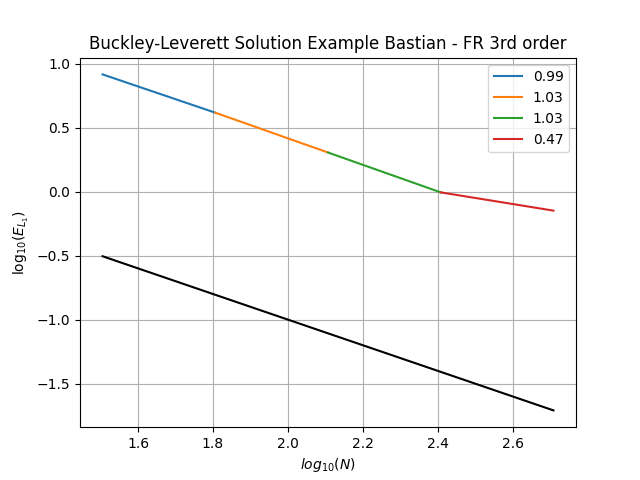 Buckley-Leverett Solution Example Bastian - FR 3rd order
1.0
0.5
0.0
−0.5
−1.0
−1.5
log₁₀(E_{L₁})
0.99
1.03
1.03
0.47
1.6 1.8 2.0 2.2 2.4 2.6
log₁₀(N)